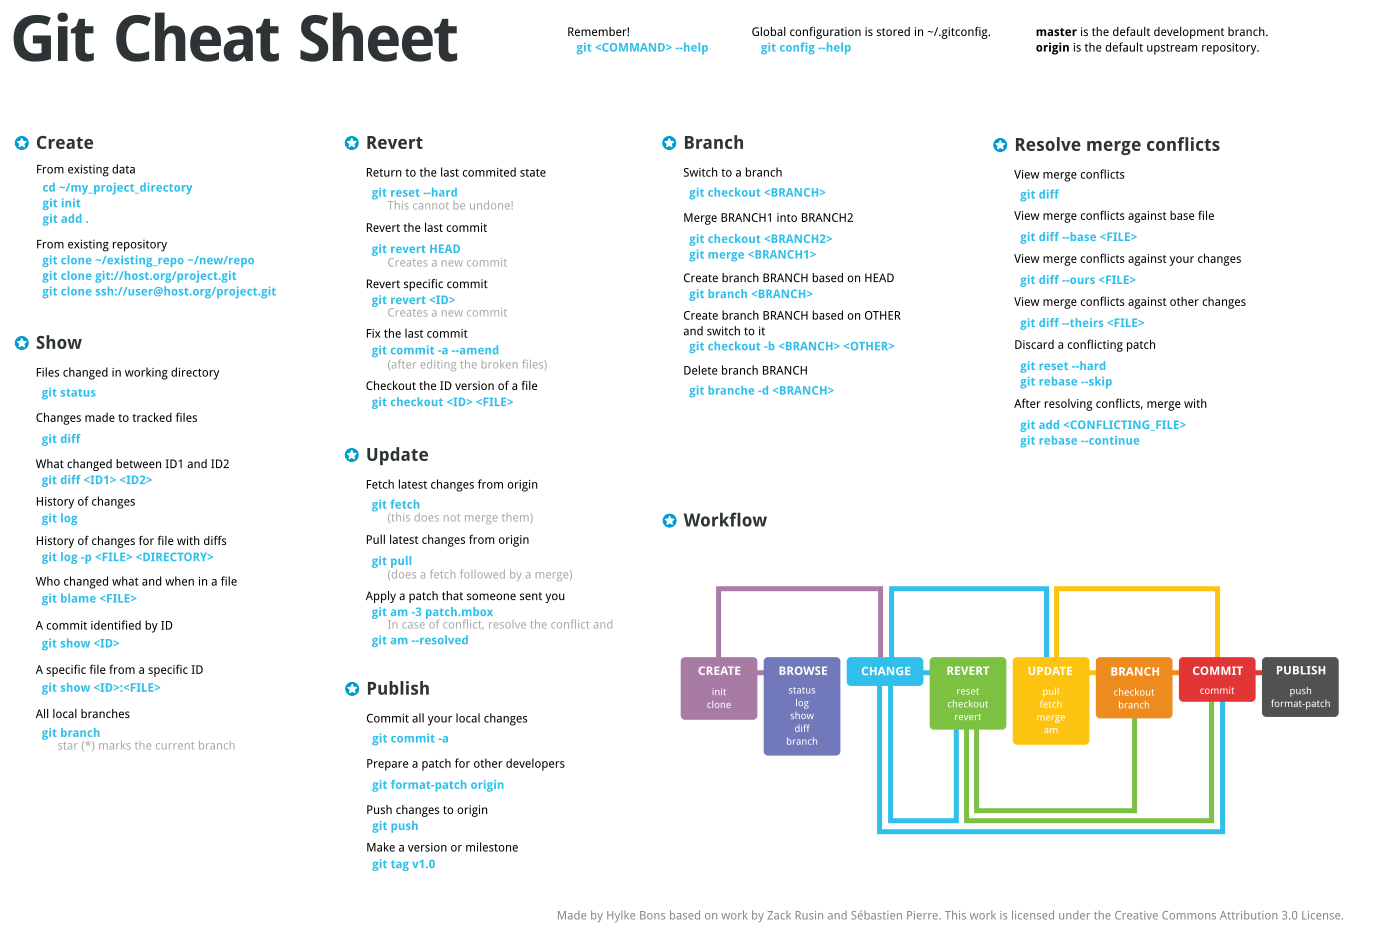 Git Cheat Sheet
Remember!
git <COMMAND> --help
Global configuration is stored in ~/.gitconfig.
git config --help
master is the default development branch.
origin is the default upstream repository.
Create
From existing data
cd ~/my_project_directory
git init
git add .
From existing repository
git clone ~/existing_repo ~/new/repo
git clone git://host.org/project.git
git clone ssh://user@host.org/project.git
Show
Files changed in working directory
git status
Changes made to tracked files
git diff
What changed between ID1 and ID2
git diff <ID1> <ID2>
History of changes
git log
History of changes for file with diffs
git log -p <FILE> <DIRECTORY>
Who changed what and when in a file
git blame <FILE>
A commit identified by ID
git show <ID>
A specific file from a specific ID
git show <ID>:<FILE>
All local branches
git branch
star (*) marks the current branch
Revert
Return to the last commited state
git reset --hard
This cannot be undone!
Revert the last commit
git revert HEAD
Creates a new commit
Revert specific commit
git revert <ID>
Creates a new commit
Fix the last commit
git commit -a --amend
(after editing the broken files)
Checkout the ID version of a file
git checkout <ID> <FILE>
Update
Fetch latest changes from origin
git fetch
(this does not merge them)
Pull latest changes from origin
git pull
(does a fetch followed by a merge)
Apply a patch that someone sent you
git am -3 patch.mbox
In case of conflict, resolve the conflict and
git am --resolved
Publish
Commit all your local changes
git commit -a
Prepare a patch for other developers
git format-patch origin
Push changes to origin
git push
Make a version or milestone
git tag v1.0
Branch
Switch to a branch
git checkout <BRANCH>
Merge BRANCH1 into BRANCH2
git checkout <BRANCH2>
git merge <BRANCH1>
Create branch BRANCH based on HEAD
git branch <BRANCH>
Create branch BRANCH based on OTHER
and switch to it
git checkout -b <BRANCH> <OTHER>
Delete branch BRANCH
git branche -d <BRANCH>
Resolve merge conflicts
View merge conflicts
git diff
View merge conflicts against base file
git diff --base <FILE>
View merge conflicts against your changes
git diff --ours <FILE>
View merge conflicts against other changes
git diff --theirs <FILE>
Discard a conflicting patch
git reset --hard
git rebase --skip
After resolving conflicts, merge with
git add <CONFLICTING_FILE>
git rebase --continue
Workflow
CREATE
init
clone
BROWSE
status
log
show
diff
branch
CHANGE
REVERT
reset
checkout
revert
UPDATE
pull
fetch
merge
am
BRANCH
checkout
branch
COMMIT
commit
PUBLISH
push
format-patch
Made by Hylke Bons based on work by Zack Rusin and Sébastien Pierre. This work is licensed under the Creative Commons Attribution 3.0 License.